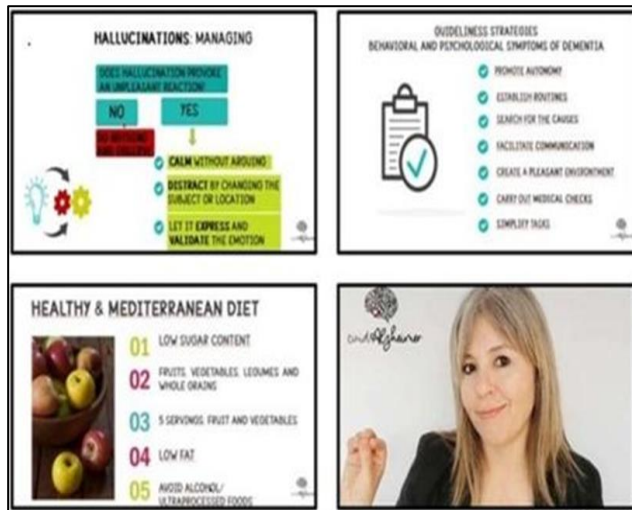 HALLUCINATIONS: MANAGING
DOES HALLUCINATION PROVOKE
AN UNPLEASANT REACTION?
NO
YES
CALM WITHOUT ARGUING
DISTRACT BY CHANGING THE
SUBJECT OR LOCATION
LET IT EXPRESS AND
VALIDATE THE EMOTION
GUIDELINESS STRATEGIES
BEHAVIORAL AND PSYCHOLOGICAL SYMPTOMS OF DEMENTIA
PROMOTE AUTONOMY
ESTABLISH ROUTINES
SEARCH FOR THE CAUSES
FACILITATE COMMUNICATION
CREATE A PLEASANT ENVIRONTMENT
CARRY OUT MEDICAL CHECKS
SIMPLIFY TASKS
HEALTHY & MEDITERRANEAN DIET
01 LOW SUGAR CONTENT
02 FRUITS, VEGETABLES, LEGUMES AND
WHOLE GRAINS
03 5 SERVINGS: FRUIT AND VEGETABLES
04 LOW FAT
05 AVOID ALCOHOL/
ULTRAPROCESSED FOODS